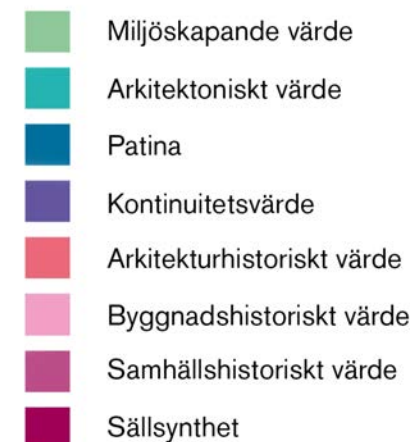 Miljöskapande värde
Arkitektoniskt värde
Patina
Kontinuitetsvärde
Arkitekturhistoriskt värde
Byggnadshistoriskt värde
Samhällshistoriskt värde
Sällsynthet